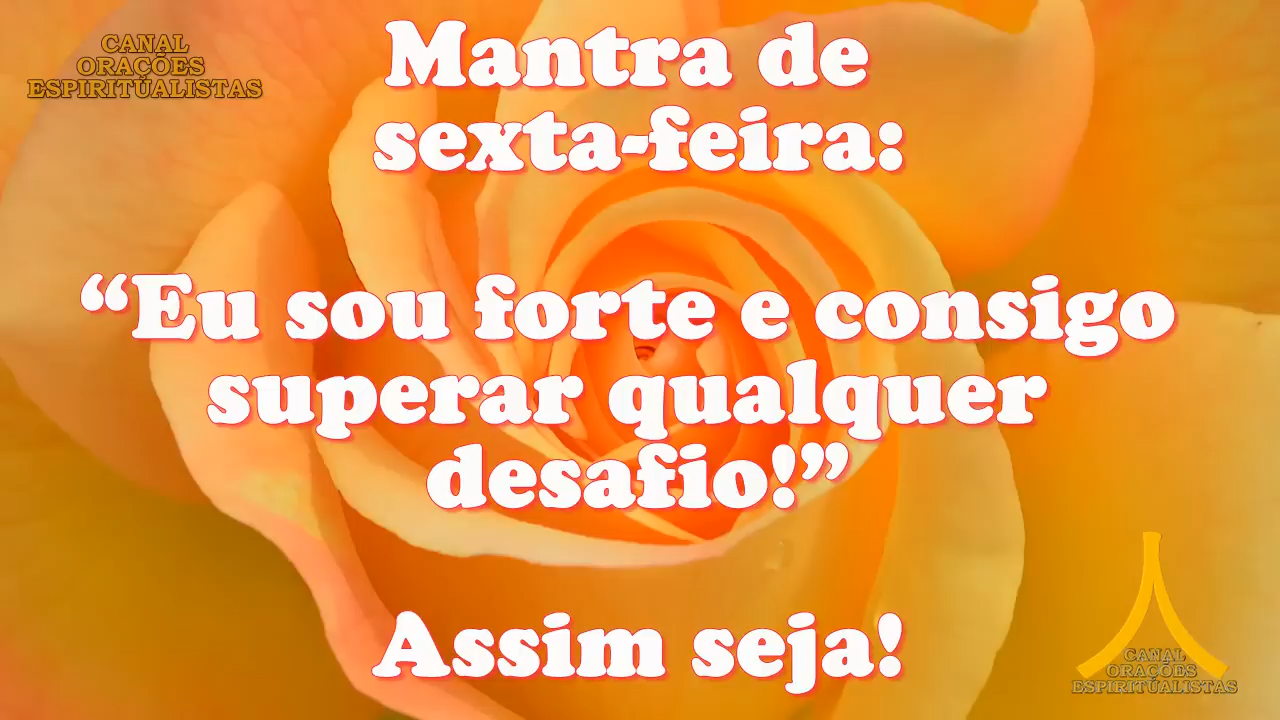 CANAL
ORAÇÕES
ESPIRITUALISTAS
Mantra de
sexta-feira:
“Eu sou forte e consigo
superar qualquer
desafio!”
Assim seja!
CANAL
ORAÇÕES
ESPIRITUALISTAS